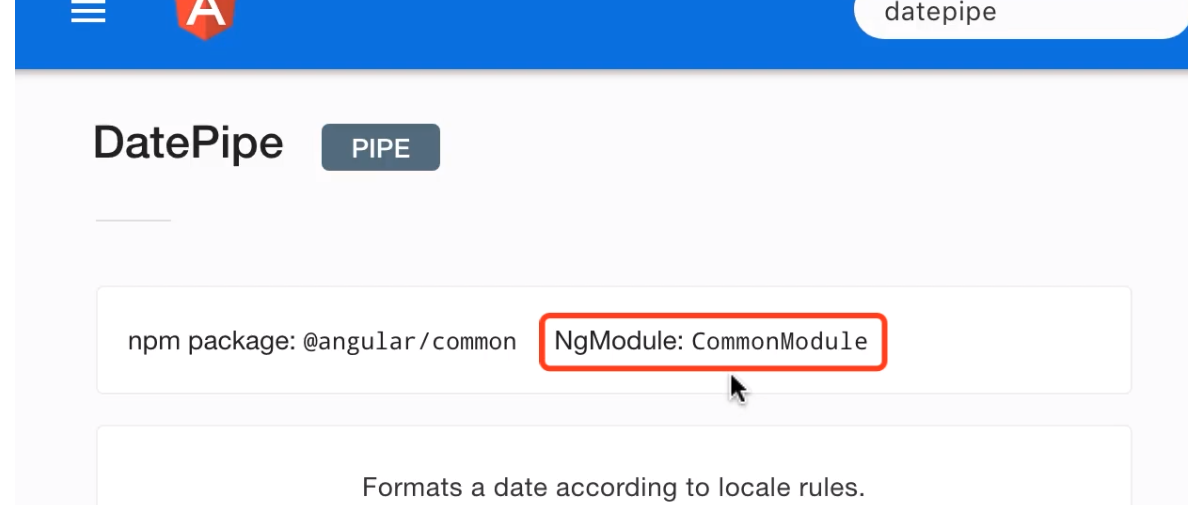 datepipe
DatePipe PIPE
npm package: @angular/common NgModule: CommonModule
Formats a date according to locale rules.